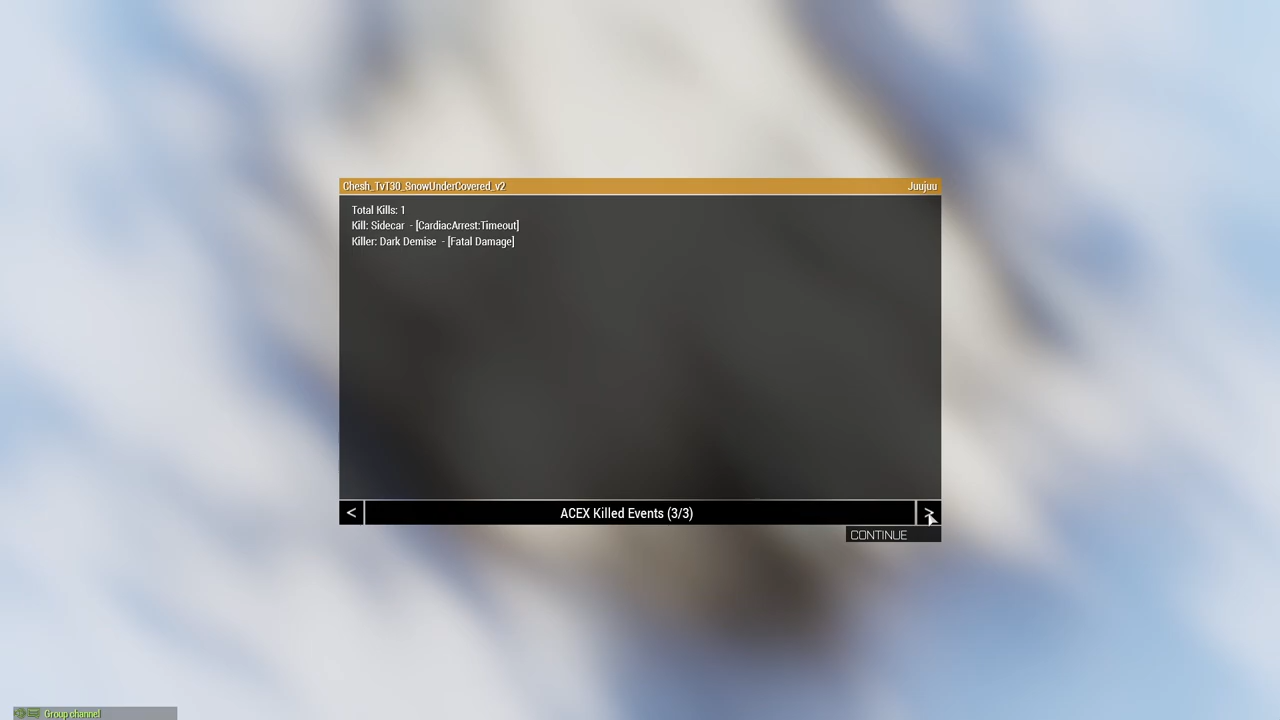 Chesh_TvT30_SnowUnderCovered_v2 Juujuu
Total Kills: 1
Kill: Sidecar - [CardiacArrest:Timeout]
Killer: Dark Demise - [Fatal Damage]
< ACEX Killed Events (3/3) >
CONTINUE
Group channel